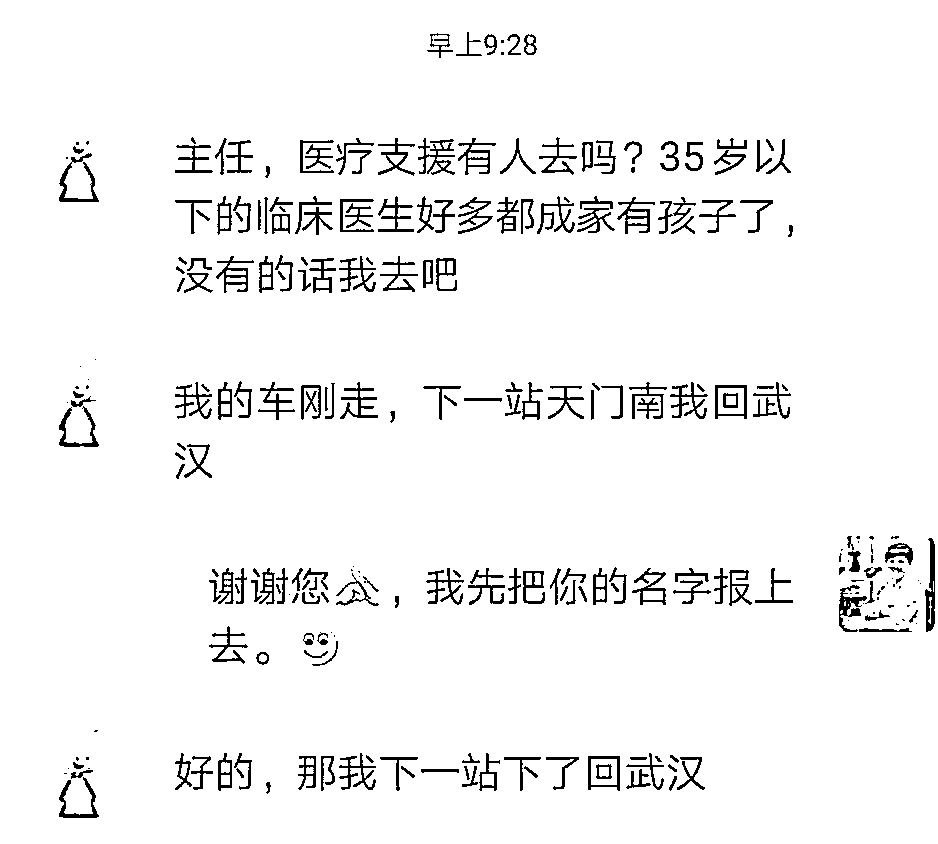 早上9:28
主任，医疗支援有人去吗？35岁以
下的临床医生好多都成家有孩子了，
没有的话我去吧
我的车刚走，下一站天门南我回武
汉
谢谢您，我先把你的名字报上
去。
好的，那我下一站下了回武汉